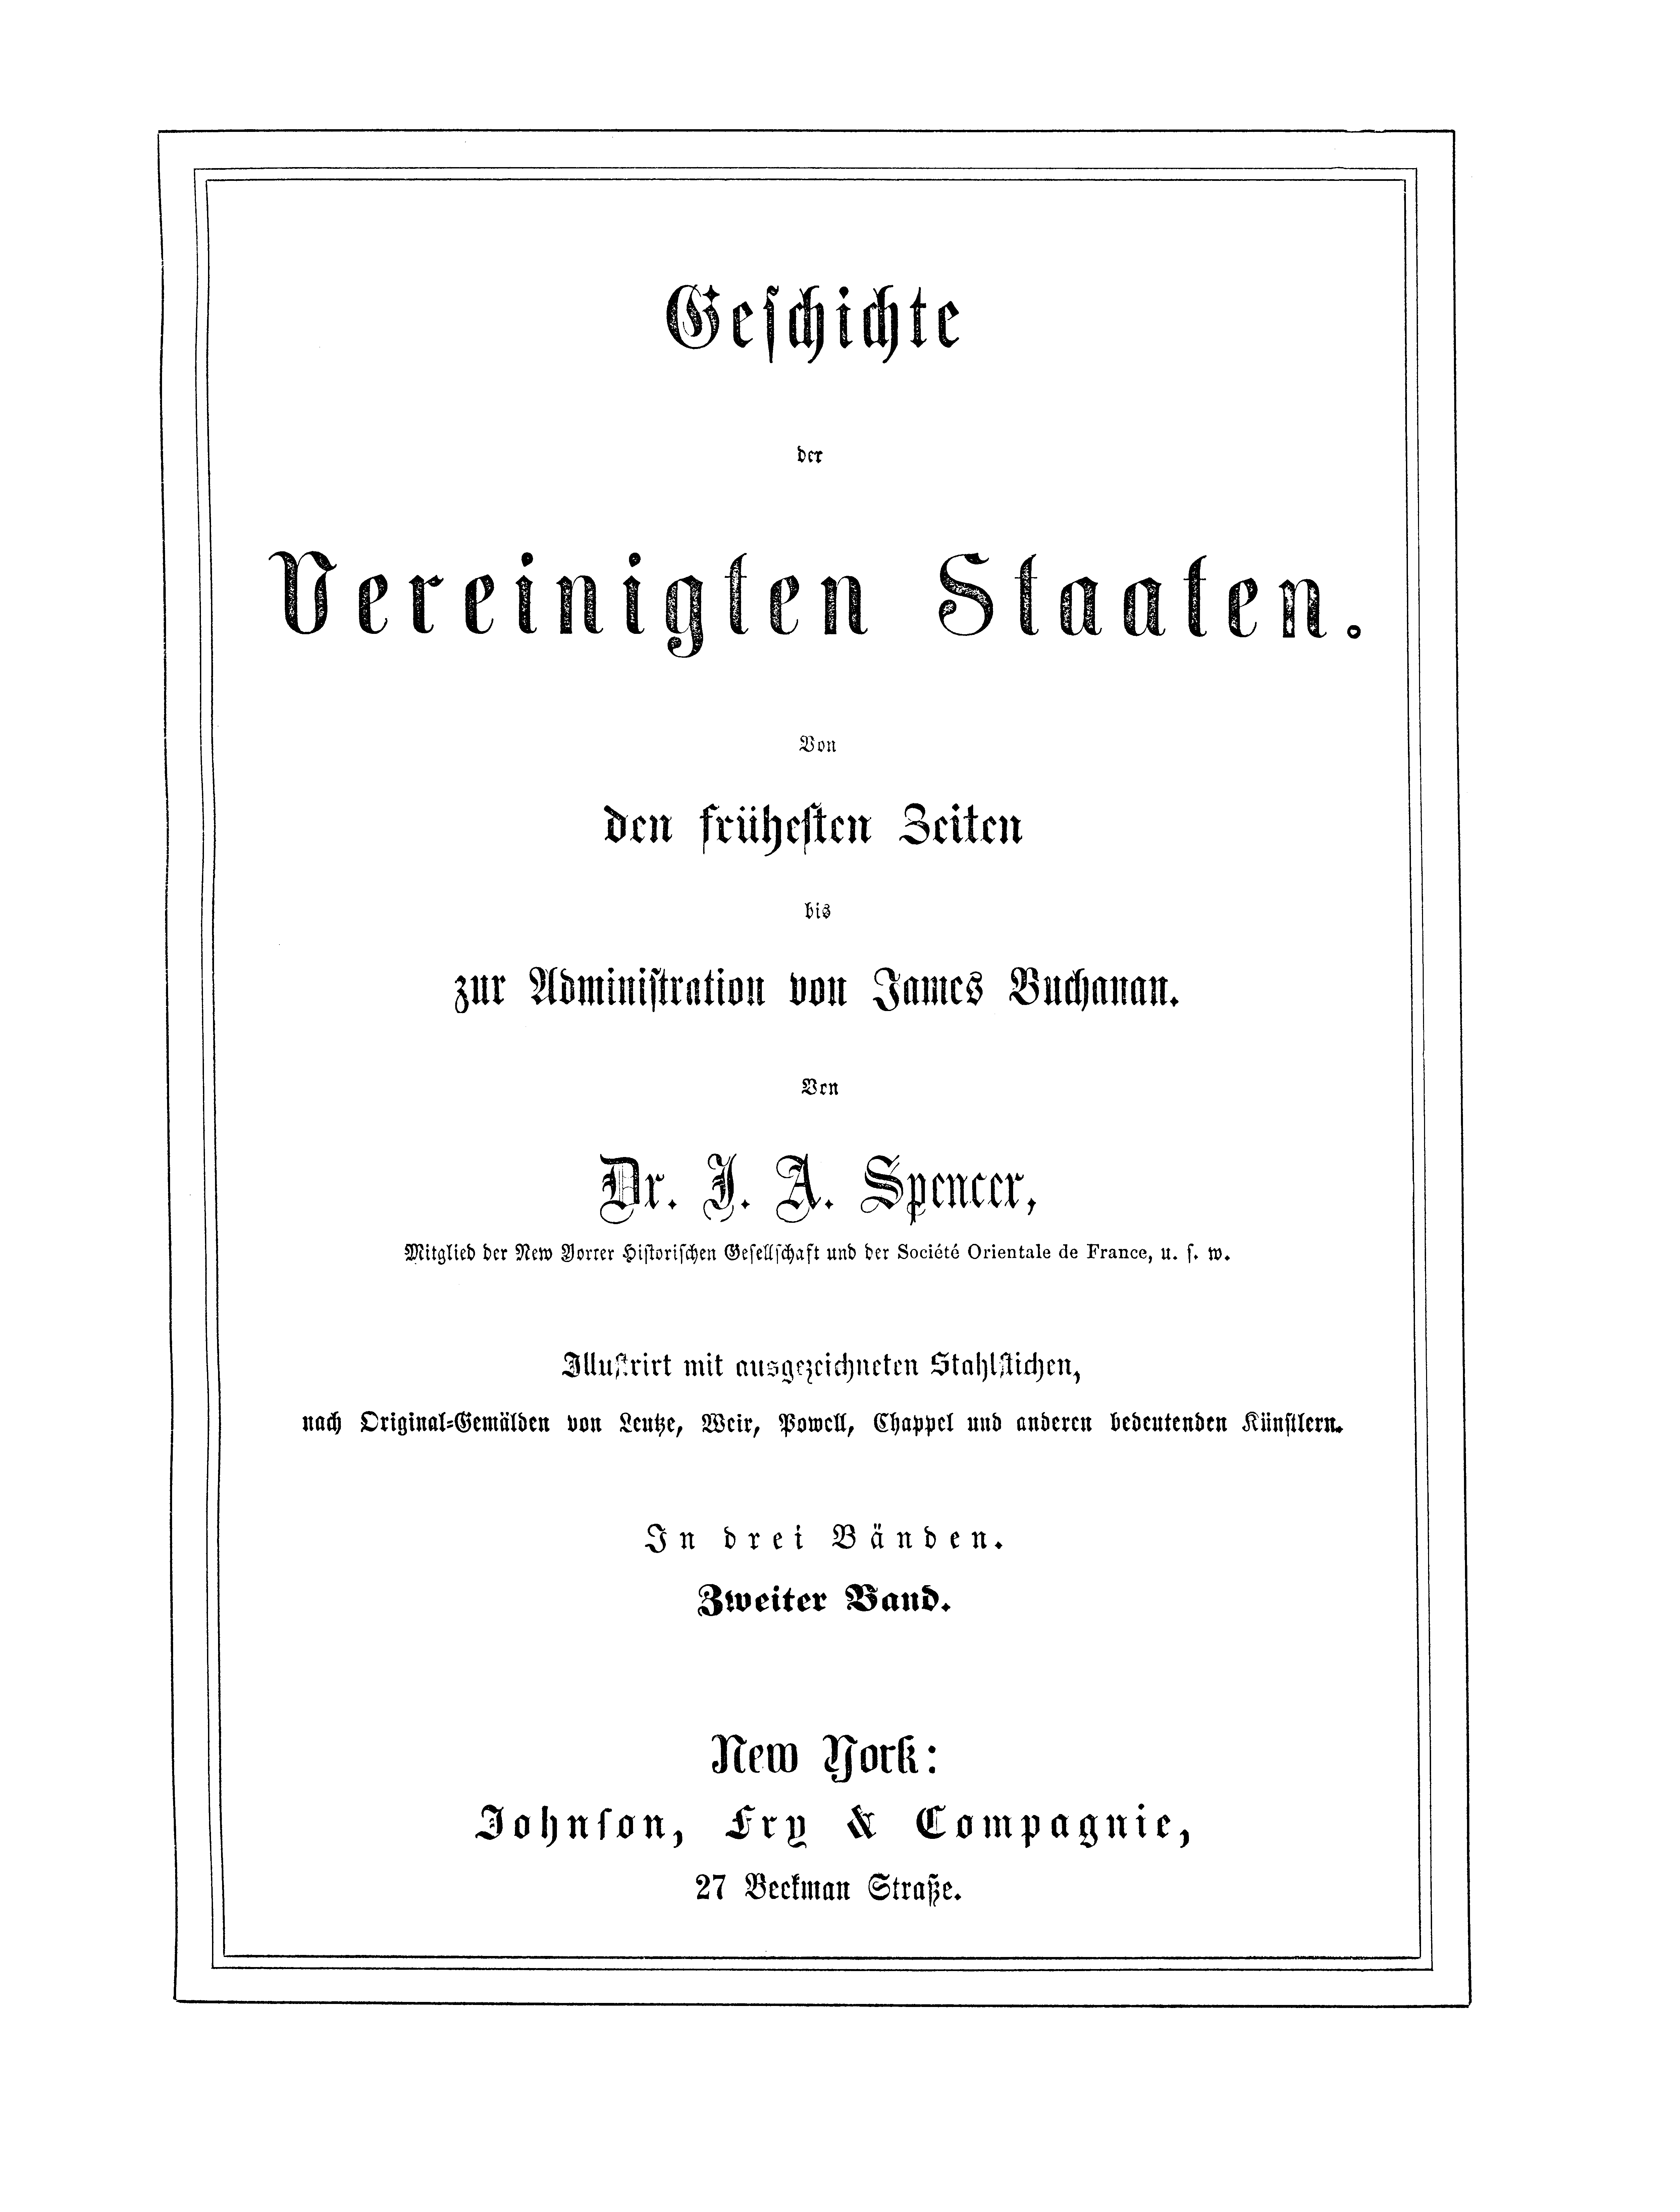 Geschichte
der
Vereinigten Staaten.
Von
den frühesten Zeiten
bis
zur Administration von James Buchanan.
Von
Dr. J. A. Spencer,
Mitglied der New Yorker Historischen Gesellschaft und der Société Orientale de France, u. s. w.
Illustrirt mit ausgezeichneten Stahlstichen,
nach Original-Gemälden von Leutze, Weir, Powell, Chappel und anderen bedeutenden Künstlern.
In drei Bänden.
Zweiter Band.
New York:
Johnson, Fry & Compagnie,
27 Beekman Straße.